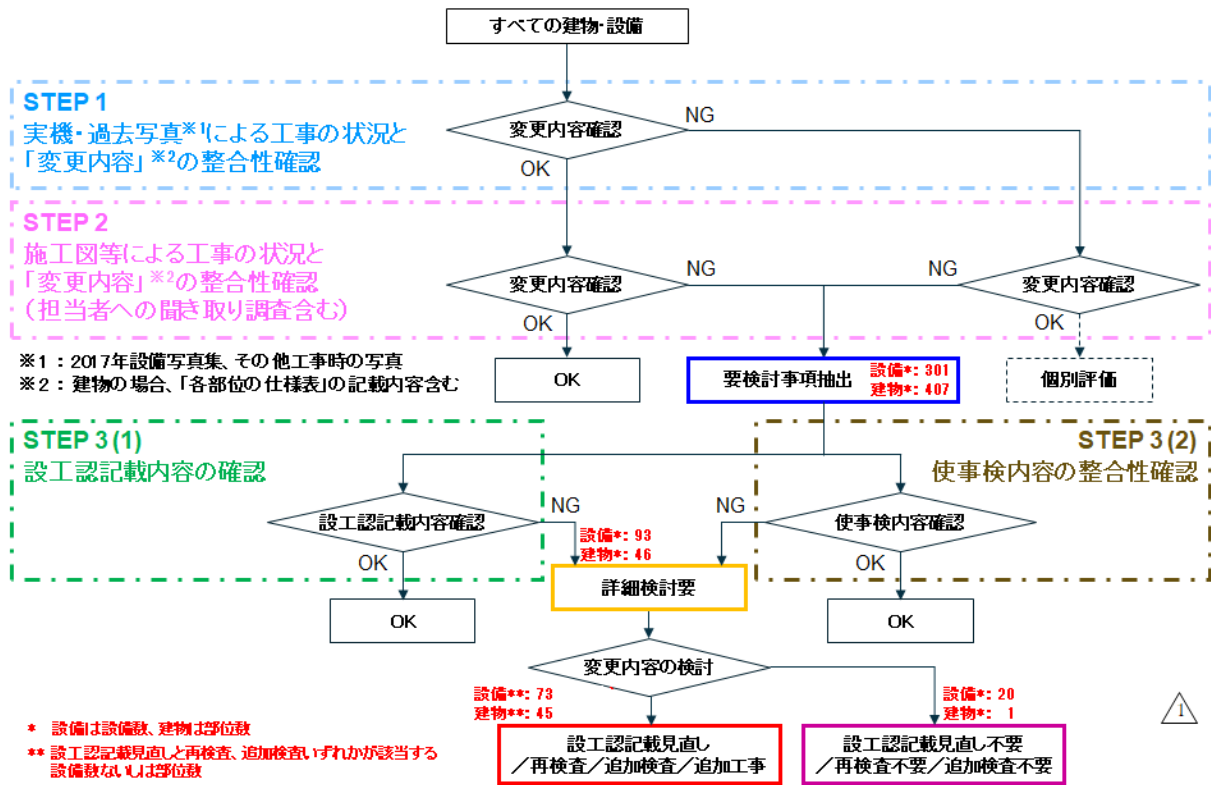 すべての建物・設備
STEP 1
実機・過去写真※1による工事の状況と
「変更内容」※2の整合性確認
変更内容確認
NG
OK
STEP 2
施工図等による工事の状況と
「変更内容」※2の整合性確認
(担当者への聞き取り調査含む)
変更内容確認
NG
NG
変更内容確認
OK
OK
※1：2017年設備写真集、その他工事時の写真
※2：建物の場合、「各部位の仕様表」の記載内容含む
OK
要検討事項抽出
設備*: 301
建物*: 407
個別評価
STEP 3 (1)
設工認記載内容の確認
STEP 3 (2)
使事検内容の整合性確認
設工認記載内容確認
NG
NG
使事検内容確認
設備*: 93
建物*: 46
OK
OK
OK
詳細検討要
OK
変更内容の検討
設備**: 73
建物**: 45
設備*: 20
建物*: 1
設工認記載見直し
／再検査／追加検査／追加工事
設工認記載見直し不要
／再検査不要／追加検査不要
1
* 設備は設備数、建物は部位数
** 設工認記載見直しと再検査、追加検査いずれかが該当する
設備数ないしは部位数